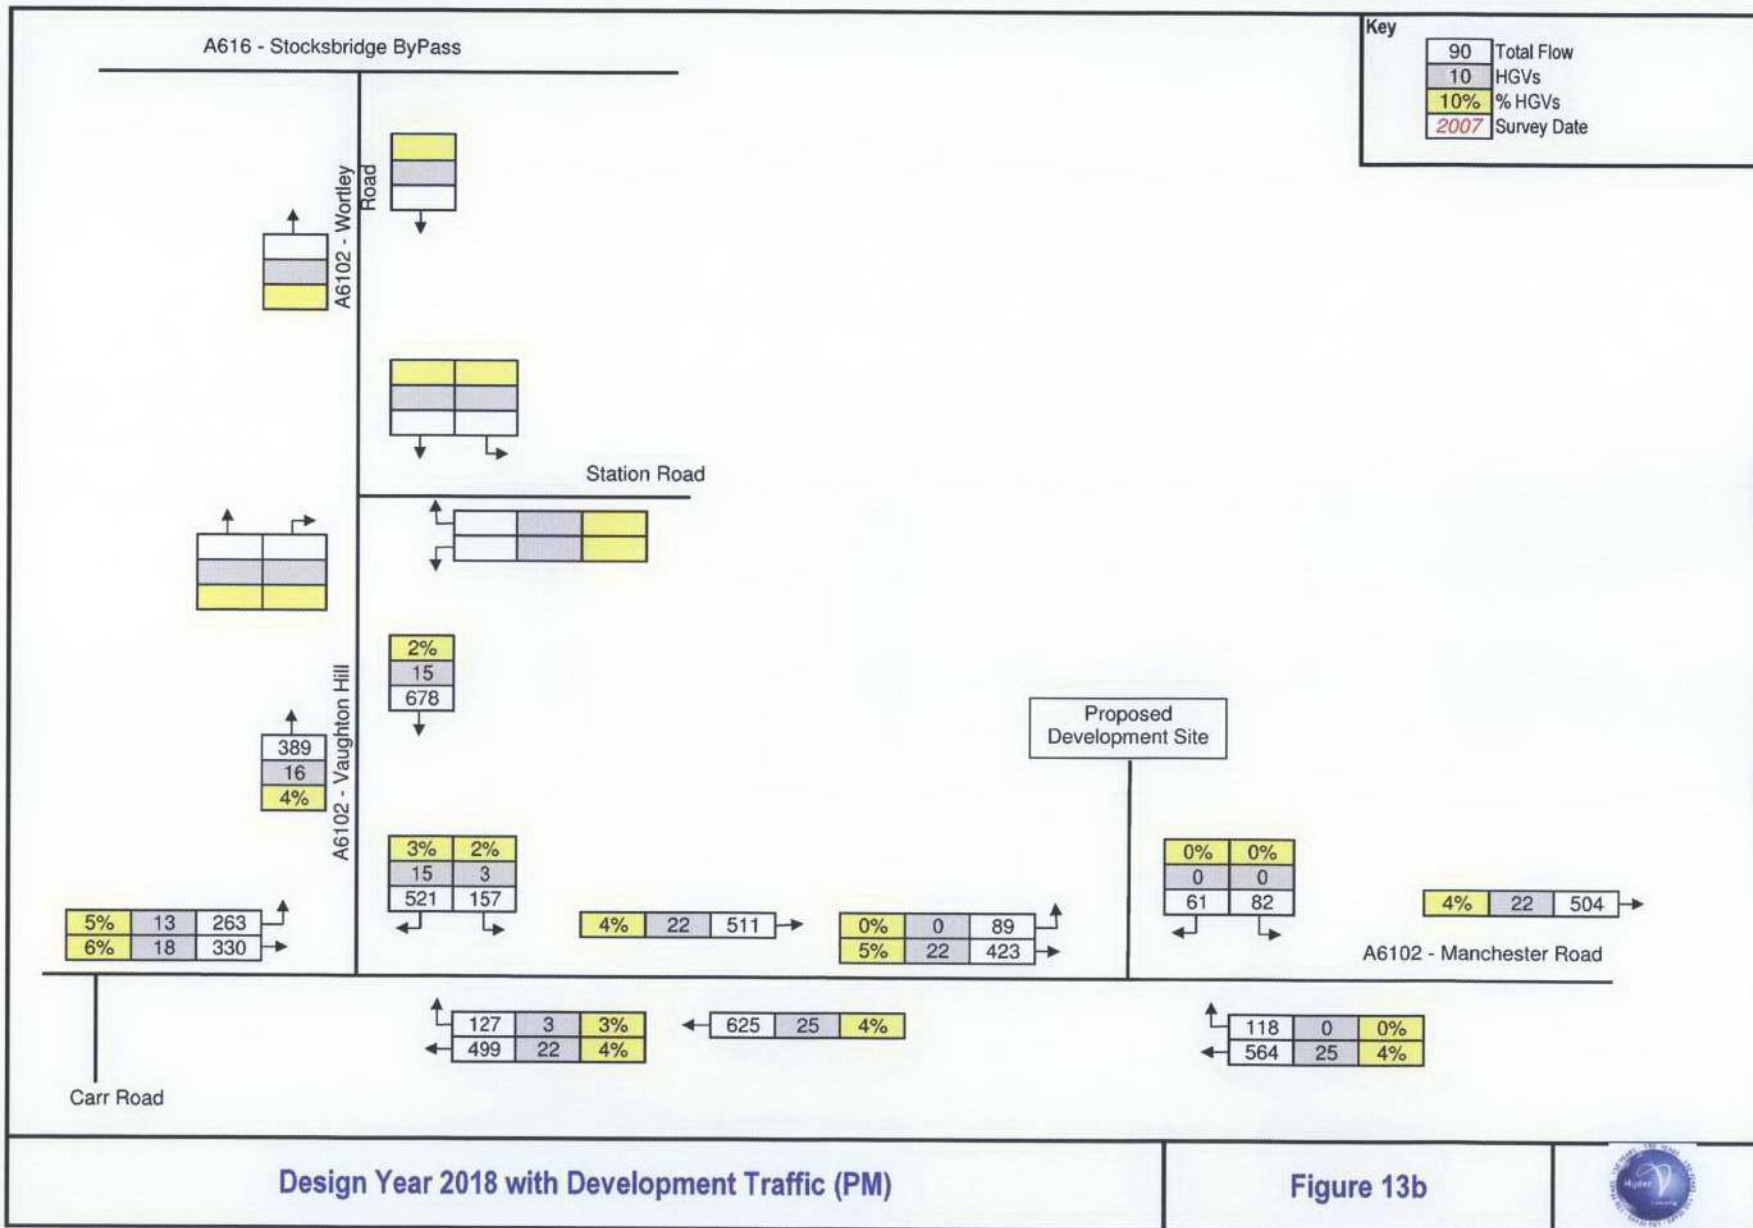 A616 - Stocksbridge ByPass
Key
90 Total Flow
10 HGVs
10% % HGVs
2007 Survey Date
A6102 - Wortley
Road
Station Road
2%
15
678
A6102 - Vaughton Hill
389
16
4%
Proposed
Development Site
3% 2%
15 3
521 157
0% 0%
0 0
61 82
5% 13 263
6% 18 330
4% 22 511
0% 0 89
5% 22 423
4% 22 504
A6102 - Manchester Road
127 3 3%
499 22 4%
625 25 4%
118 0 0%
564 25 4%
Carr Road
Design Year 2018 with Development Traffic (PM)
Figure 13b
Hyder